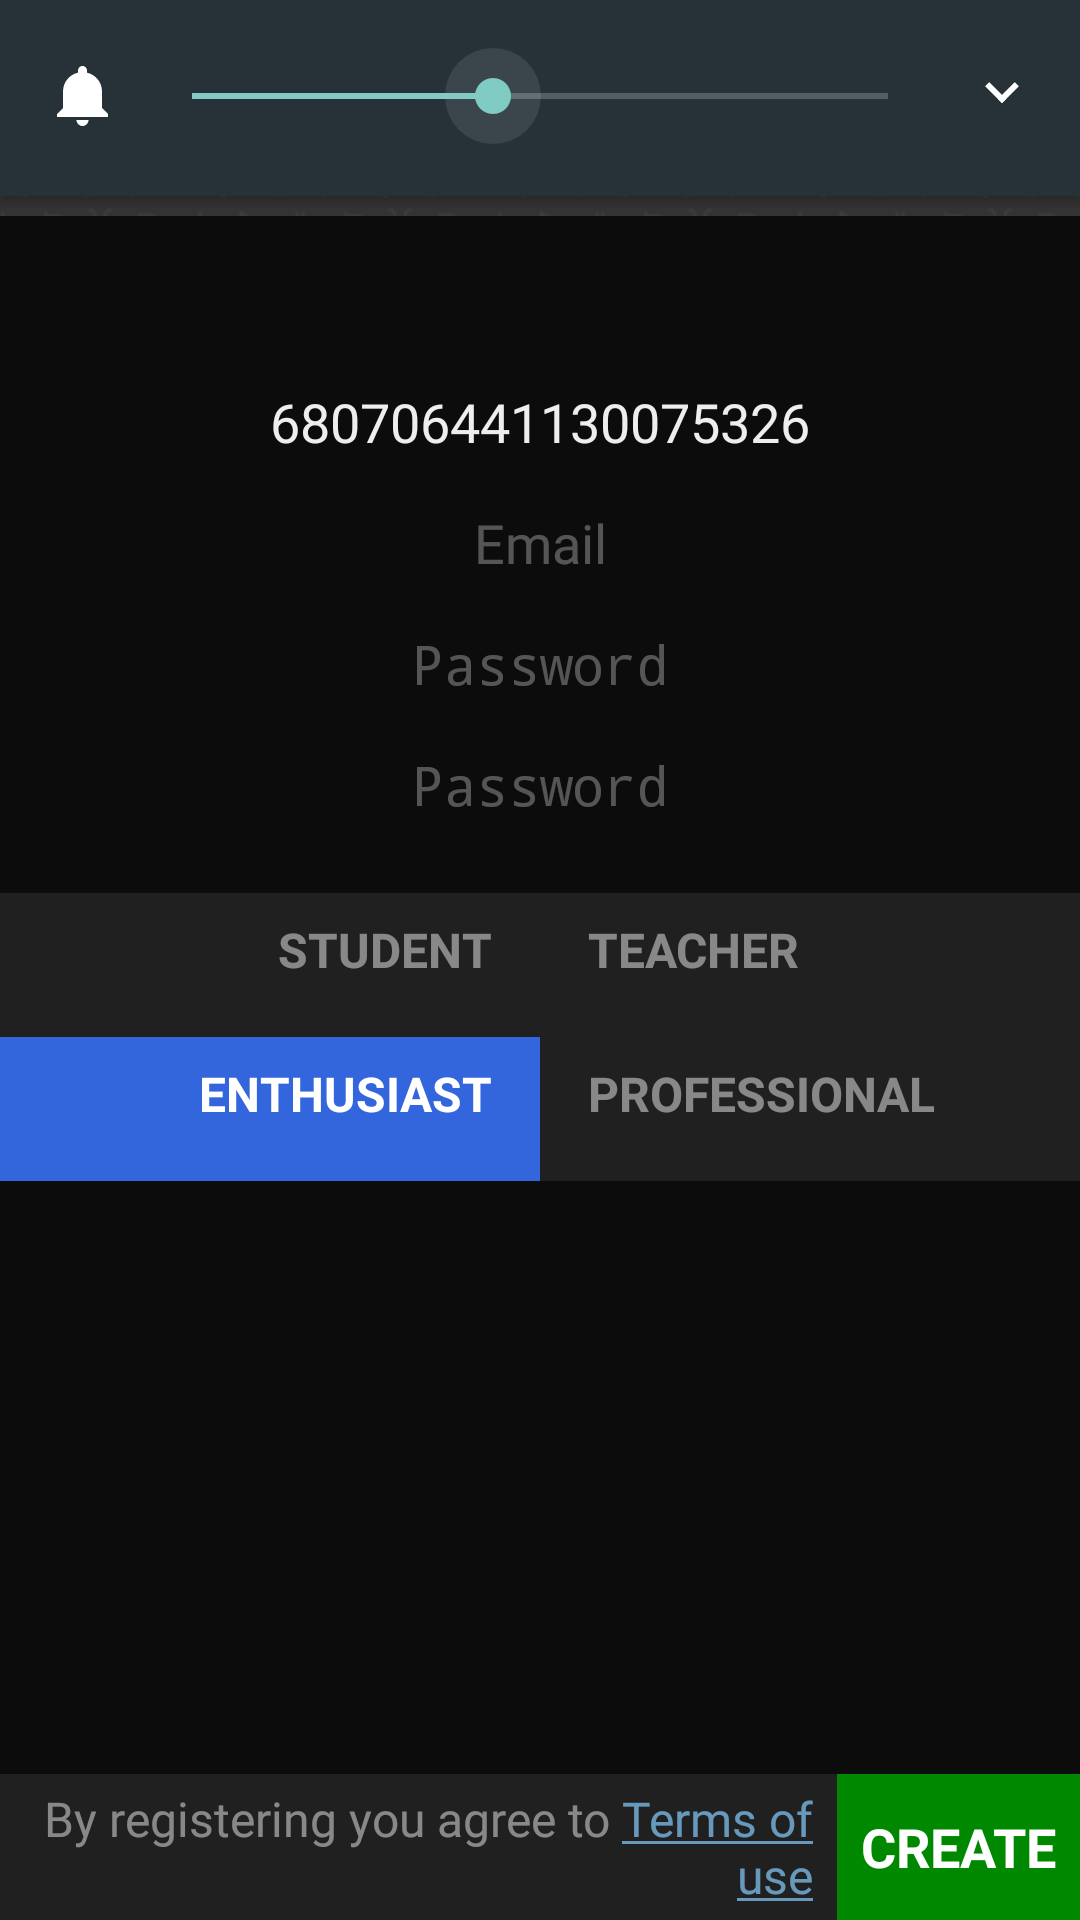 680706441130075326
Email
Password
Password
STUDENT TEACHER
ENTHUSIAST PROFESSIONAL
By registering you agree to Terms of
use
CREATE